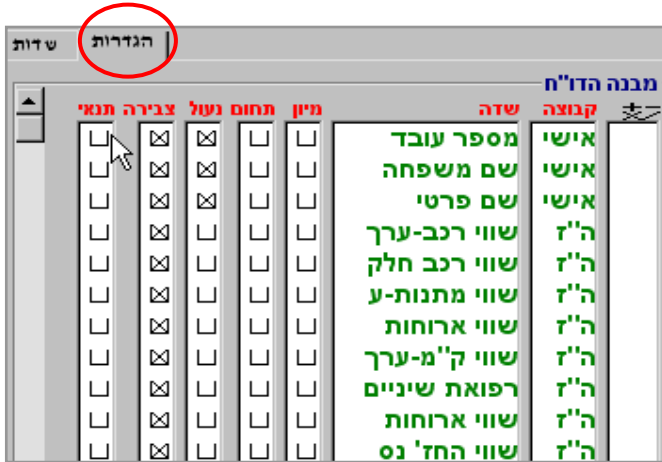 הגדרות שדות
מבנה הדו"ח
קבוצה שדה מיון תחום נעול צבירה תנאי
אישי מספר עובד
אישי שם משפחה
אישי שם פרטי
ה''ז שווי רכב-ערך
ה''ז שווי רכב חלק
ה''ז שווי מתנות-ע
ה''ז שווי ארוחות
ה''ז שווי ק''מ-ערך
ה''ז רפואת שיניים
ה''ז שווי ארוחות
ה''ז שווי החז' נס